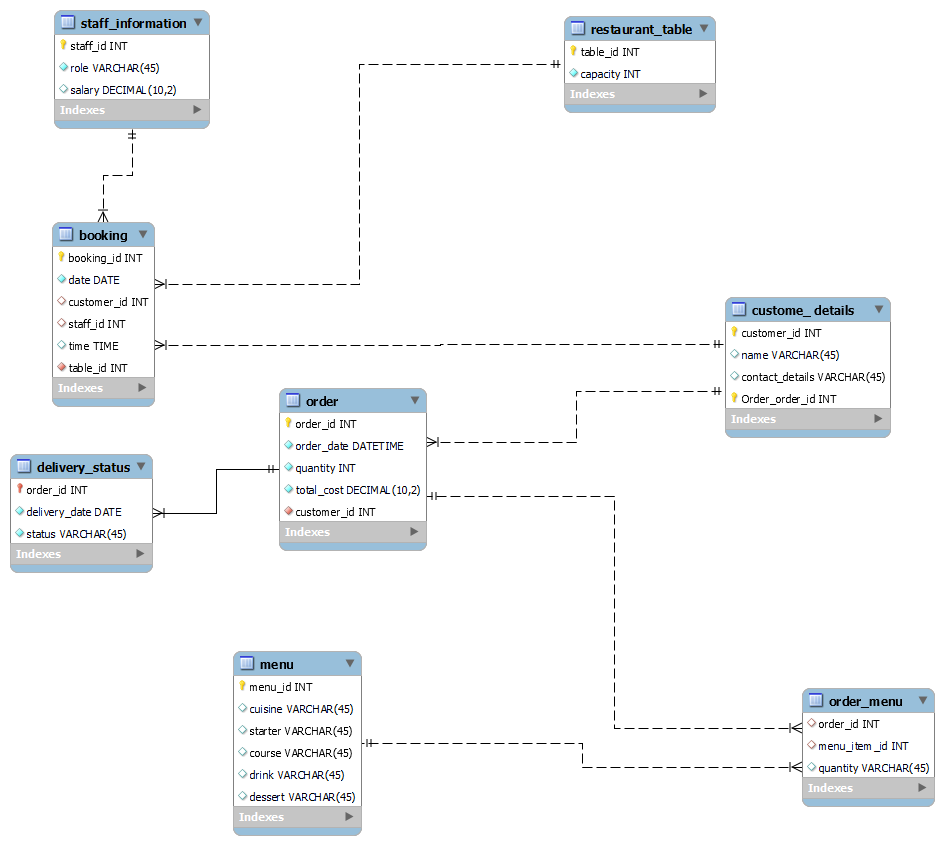 staff_information
staff_id INT
role VARCHAR(45)
salary DECIMAL(10,2)
Indexes
restaurant_table
table_id INT
capacity INT
Indexes
booking
booking_id INT
date DATE
customer_id INT
staff_id INT
time TIME
table_id INT
Indexes
custome_ details
customer_id INT
name VARCHAR(45)
contact_details VARCHAR(45)
Order_order_id INT
Indexes
order
order_id INT
order_date DATETIME
quantity INT
total_cost DECIMAL(10,2)
customer_id INT
Indexes
delivery_status
order_id INT
delivery_date DATE
status VARCHAR(45)
Indexes
menu
menu_id INT
cuisine VARCHAR(45)
starter VARCHAR(45)
course VARCHAR(45)
drink VARCHAR(45)
dessert VARCHAR(45)
Indexes
order_menu
order_id INT
menu_item_id INT
quantity VARCHAR(45)
Indexes